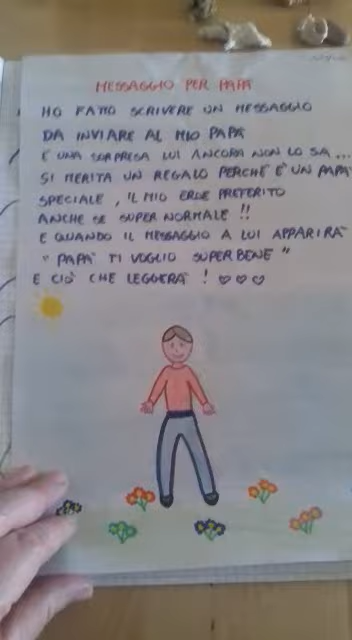 MESSAGGIO PER PAPÀ
HO FATTO SCRIVERE UN MESSAGGIO
DA INVIARE AL MIO PAPÀ
È UNA SORPRESA LUI ANCORA NON LO SA...
SI MERITA UN REGALO PERCHÉ È UN PAPÀ
SPECIALE, IL MIO EROE PREFERITO
ANCHE SE SUPER NORMALE !!
E QUANDO IL MESSAGGIO A LUI APPARIRÀ
" PAPÀ TI VOGLIO SUPER BENE "
E CIÒ CHE LEGGERÀ ! ♡♡♡